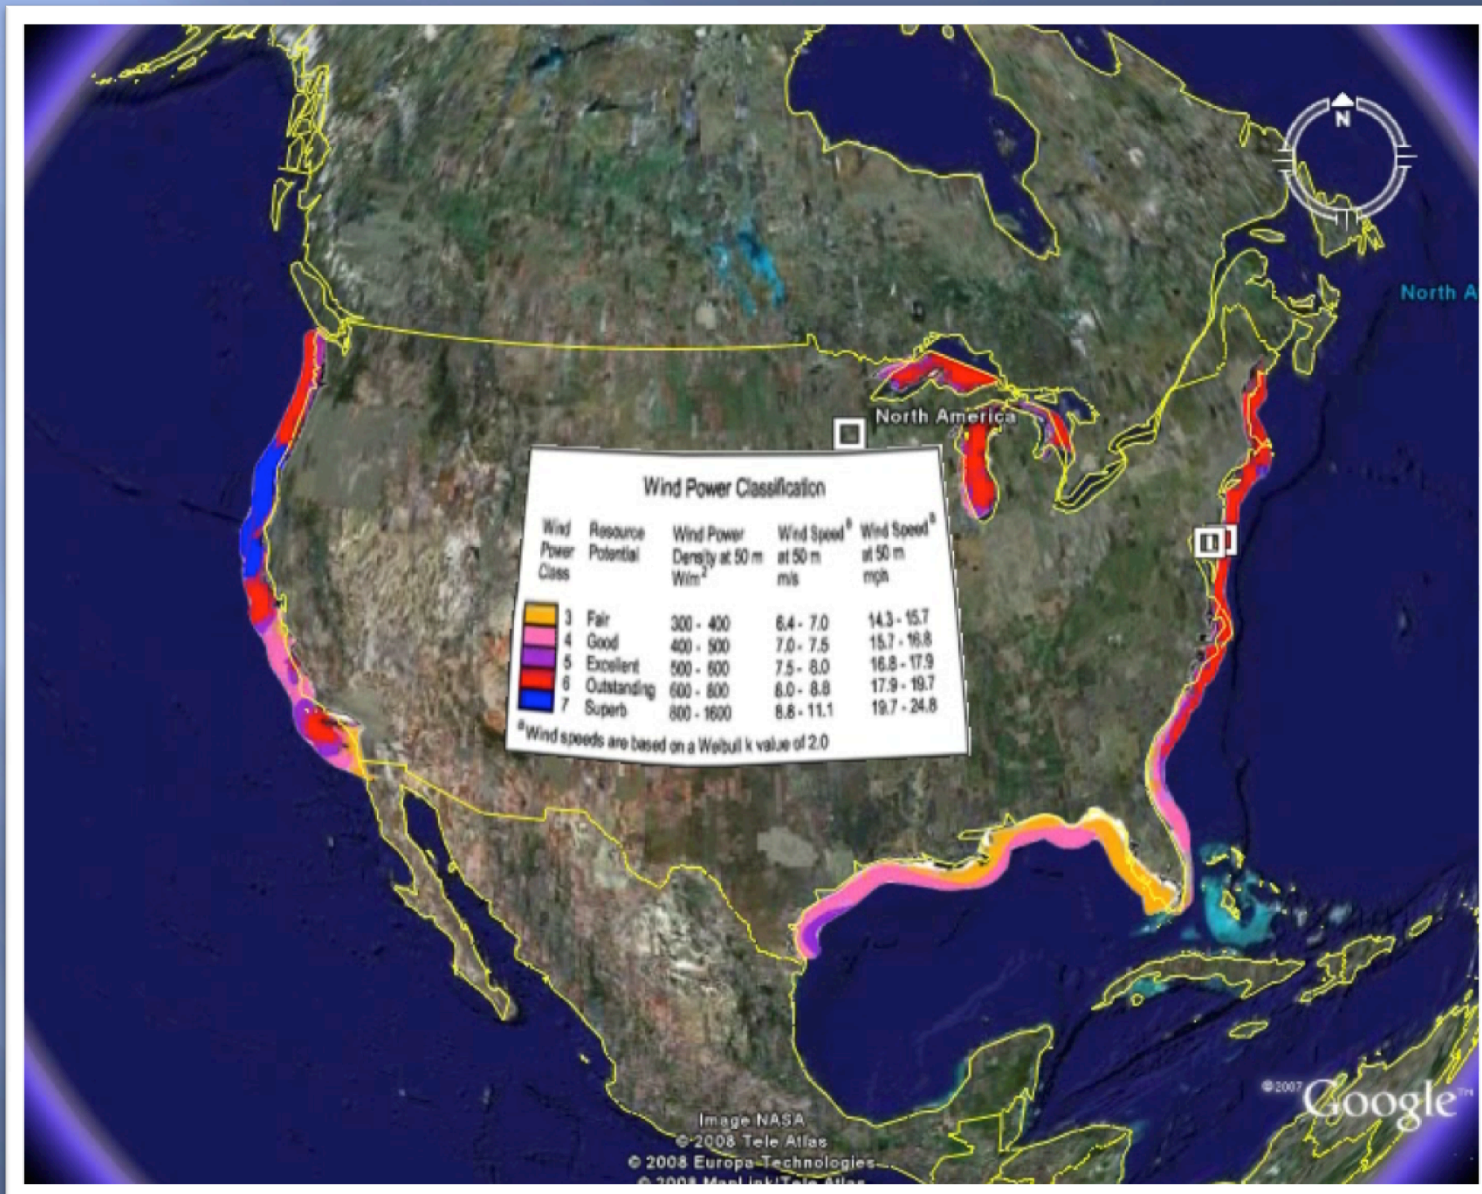 N
North A
North America
Wind Power Classification
Wind Power Class Resource Potential Wind Power Density at 50 m W/m2 Wind Speed a at 50 m m/s Wind Speed a at 50 m mph
3 Fair 300 - 400 6.4 - 7.0 14.3 - 15.7
4 Good 400 - 500 7.0 - 7.5 15.7 - 16.8
5 Excellent 500 - 600 7.5 - 8.0 16.8 - 17.9
6 Outstanding 600 - 800 8.0 - 8.8 17.9 - 19.7
7 Superb 800 - 1600 8.8 - 11.1 19.7 - 24.8
a Wind speeds are based on a Weibull k value of 2.0
©2007 Google™
Image NASA
© 2008 Tele Atlas
© 2008 Europa Technologies
© 2008 MapLink/Tele Atlas